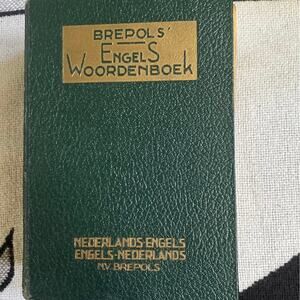 BREPOLS'
ENGELS
WOORDENBOEK
NEDERLANDS-ENGELS
ENGELS-NEDERLANDS
N.V. BREPOLS